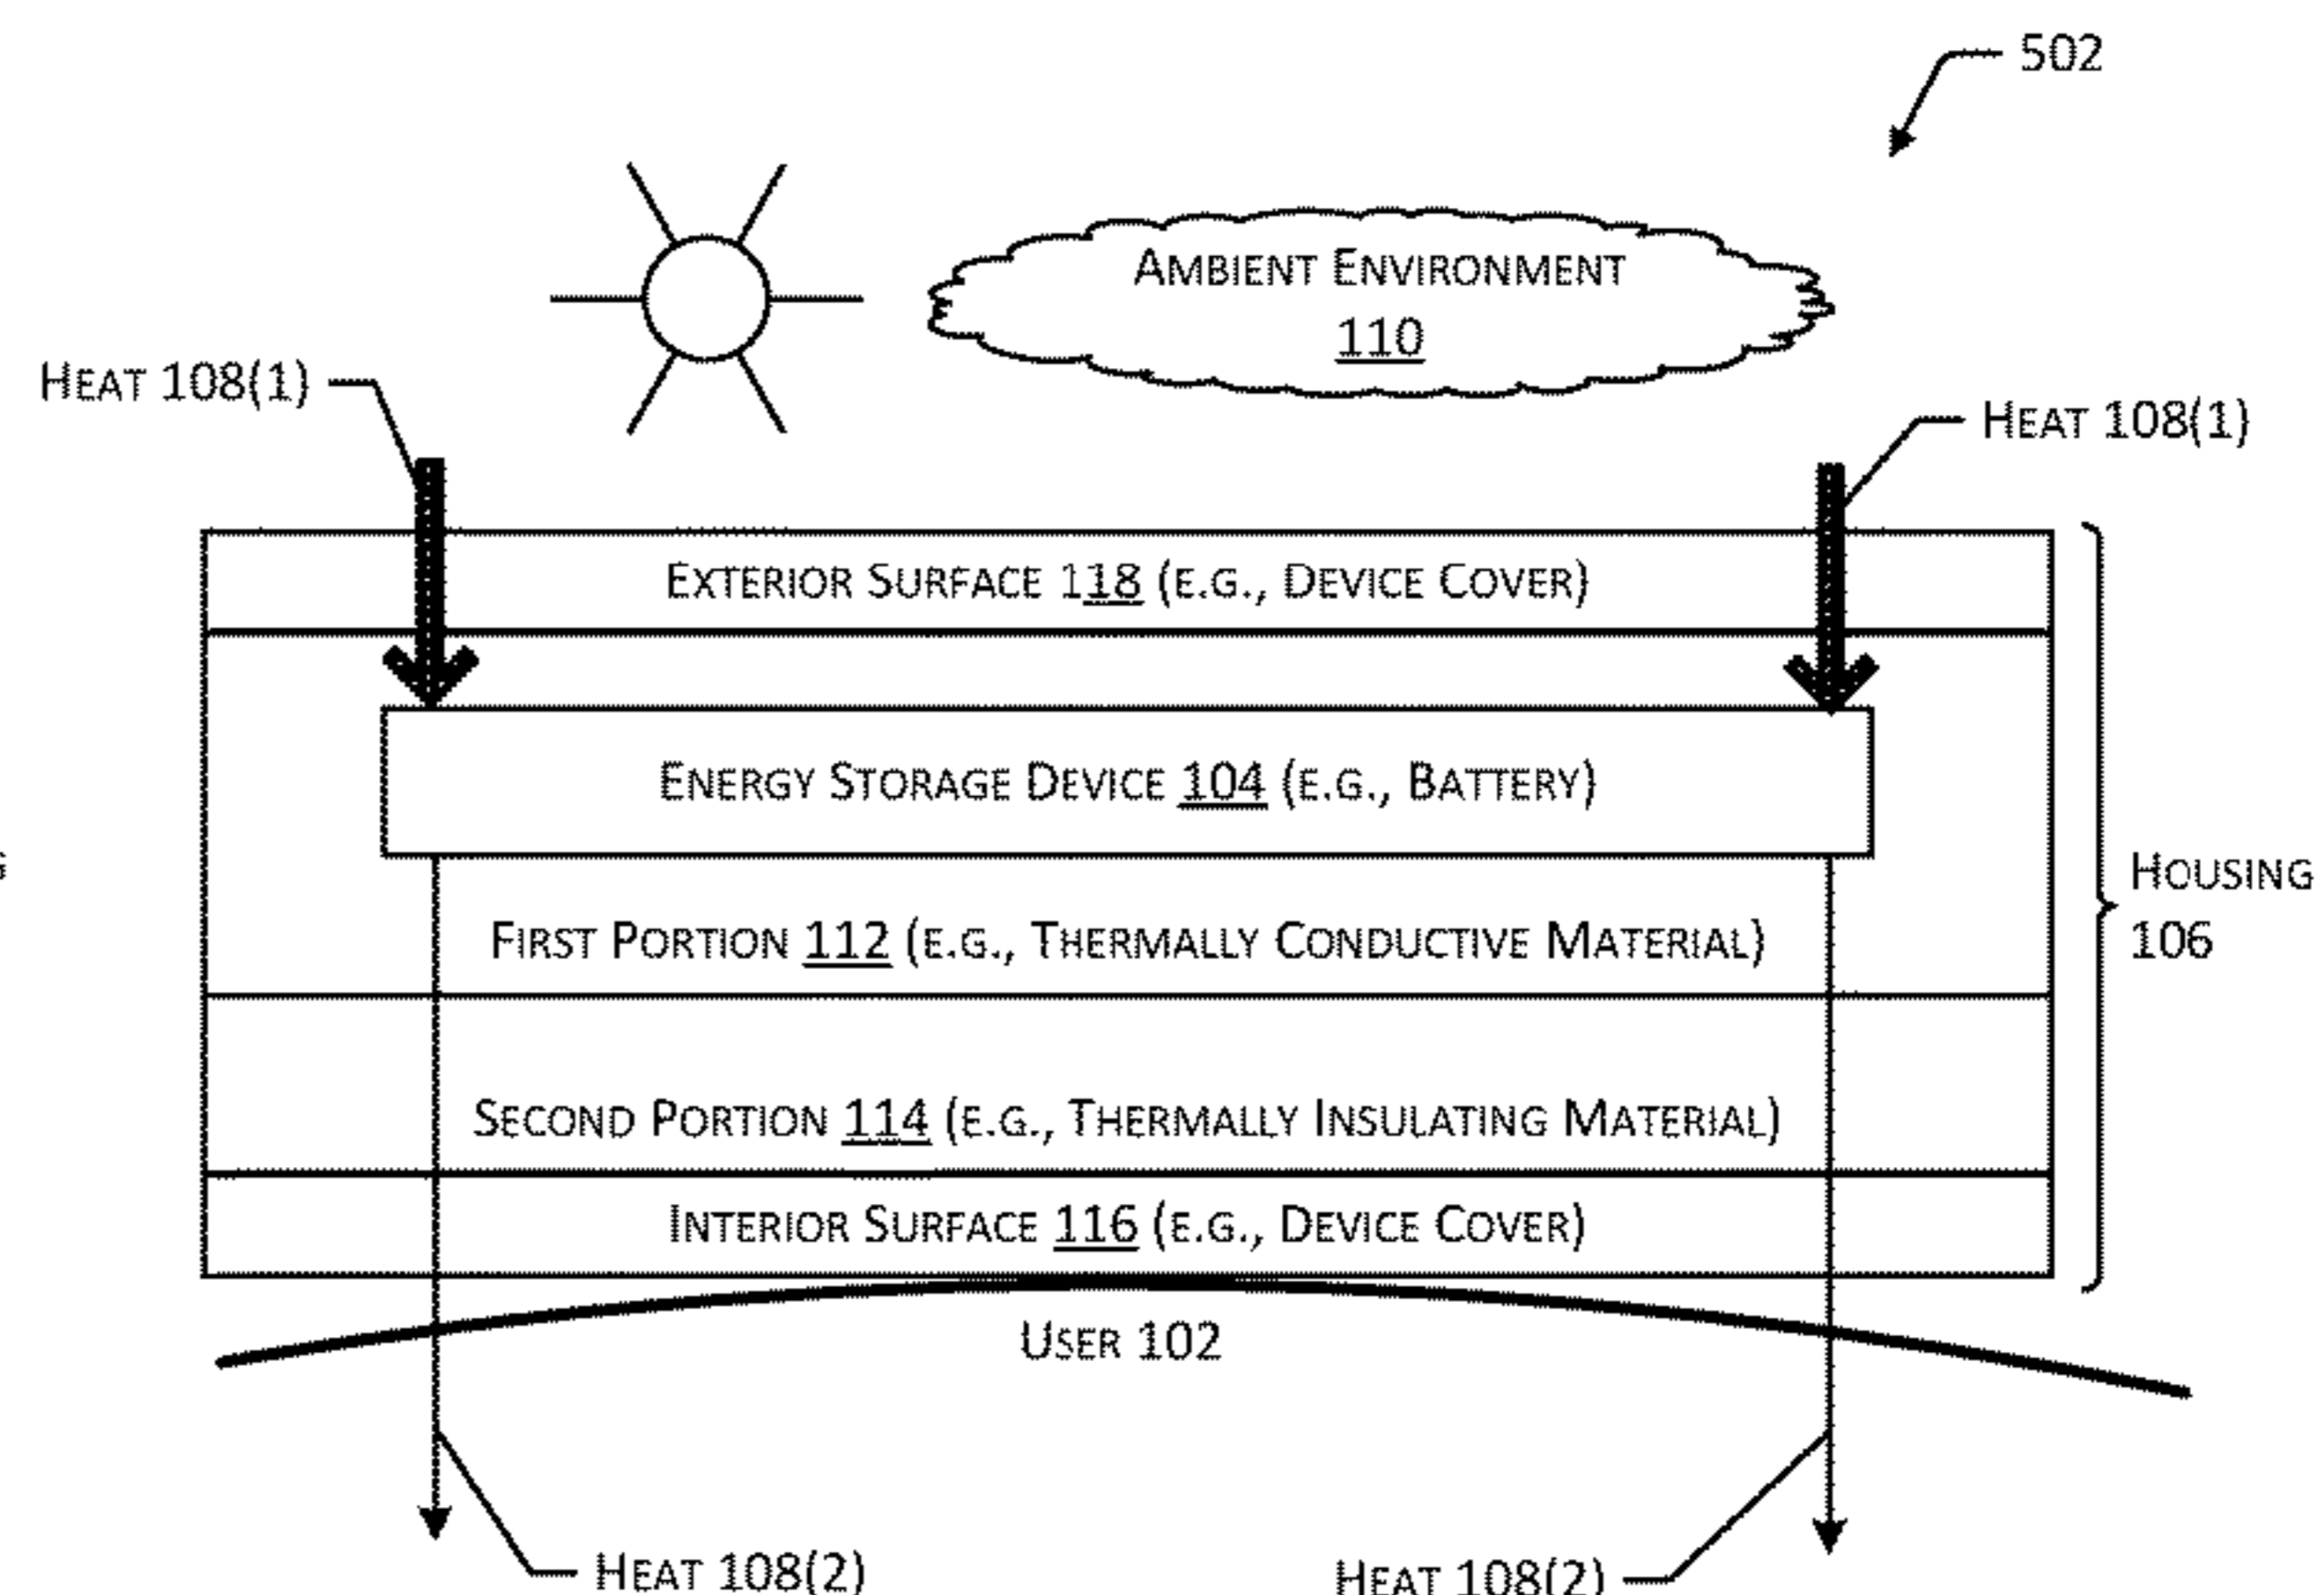 502
AMBIENT ENVIRONMENT
110
HEAT 108(1)
HEAT 108(1)
EXTERIOR SURFACE 118 (E.G., DEVICE COVER)
ENERGY STORAGE DEVICE 104 (E.G., BATTERY)
HOUSING
106
FIRST PORTION 112 (E.G., THERMALLY CONDUCTIVE MATERIAL)
SECOND PORTION 114 (E.G., THERMALLY INSULATING MATERIAL)
INTERIOR SURFACE 116 (E.G., DEVICE COVER)
USER 102
HEAT 108(2)
HEAT 108(2)